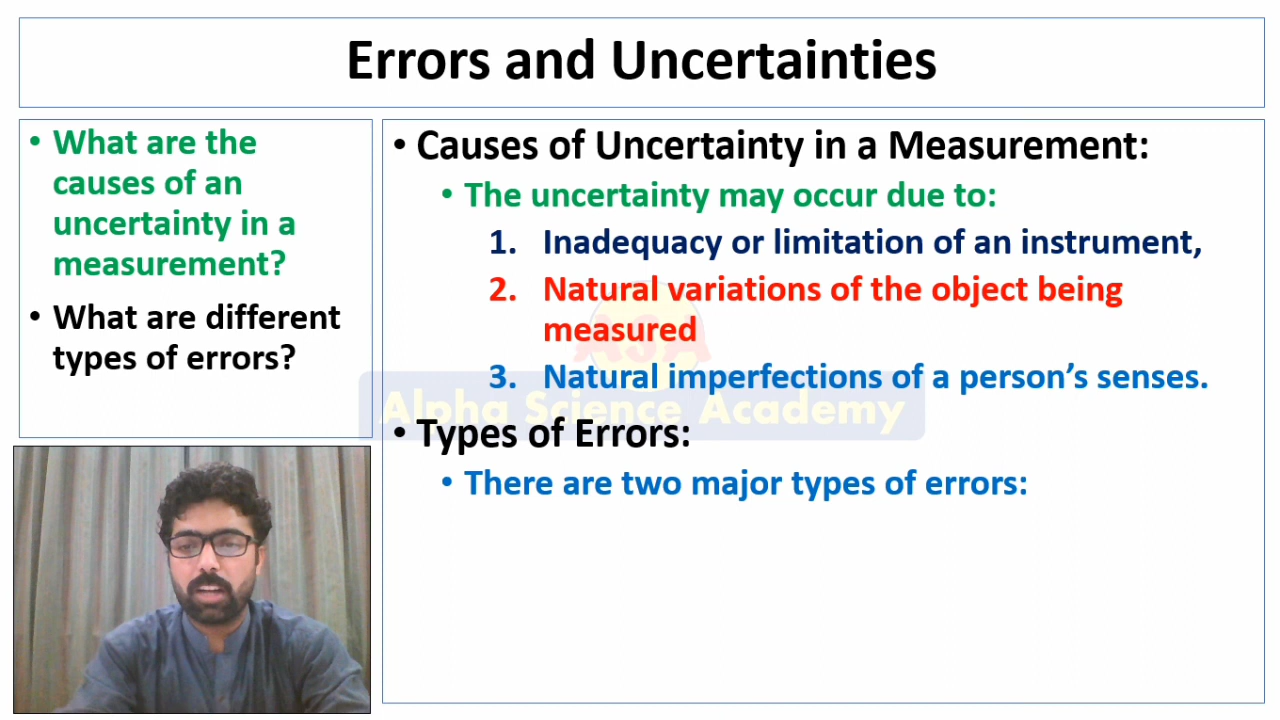 Errors and Uncertainties
• What are the
causes of an
uncertainty in a
measurement?
• What are different
types of errors?
• Causes of Uncertainty in a Measurement:
• The uncertainty may occur due to:
1. Inadequacy or limitation of an instrument,
2. Natural variations of the object being
measured
3. Natural imperfections of a person’s senses.
• Types of Errors:
• There are two major types of errors:
ASA
Alpha Science Academy